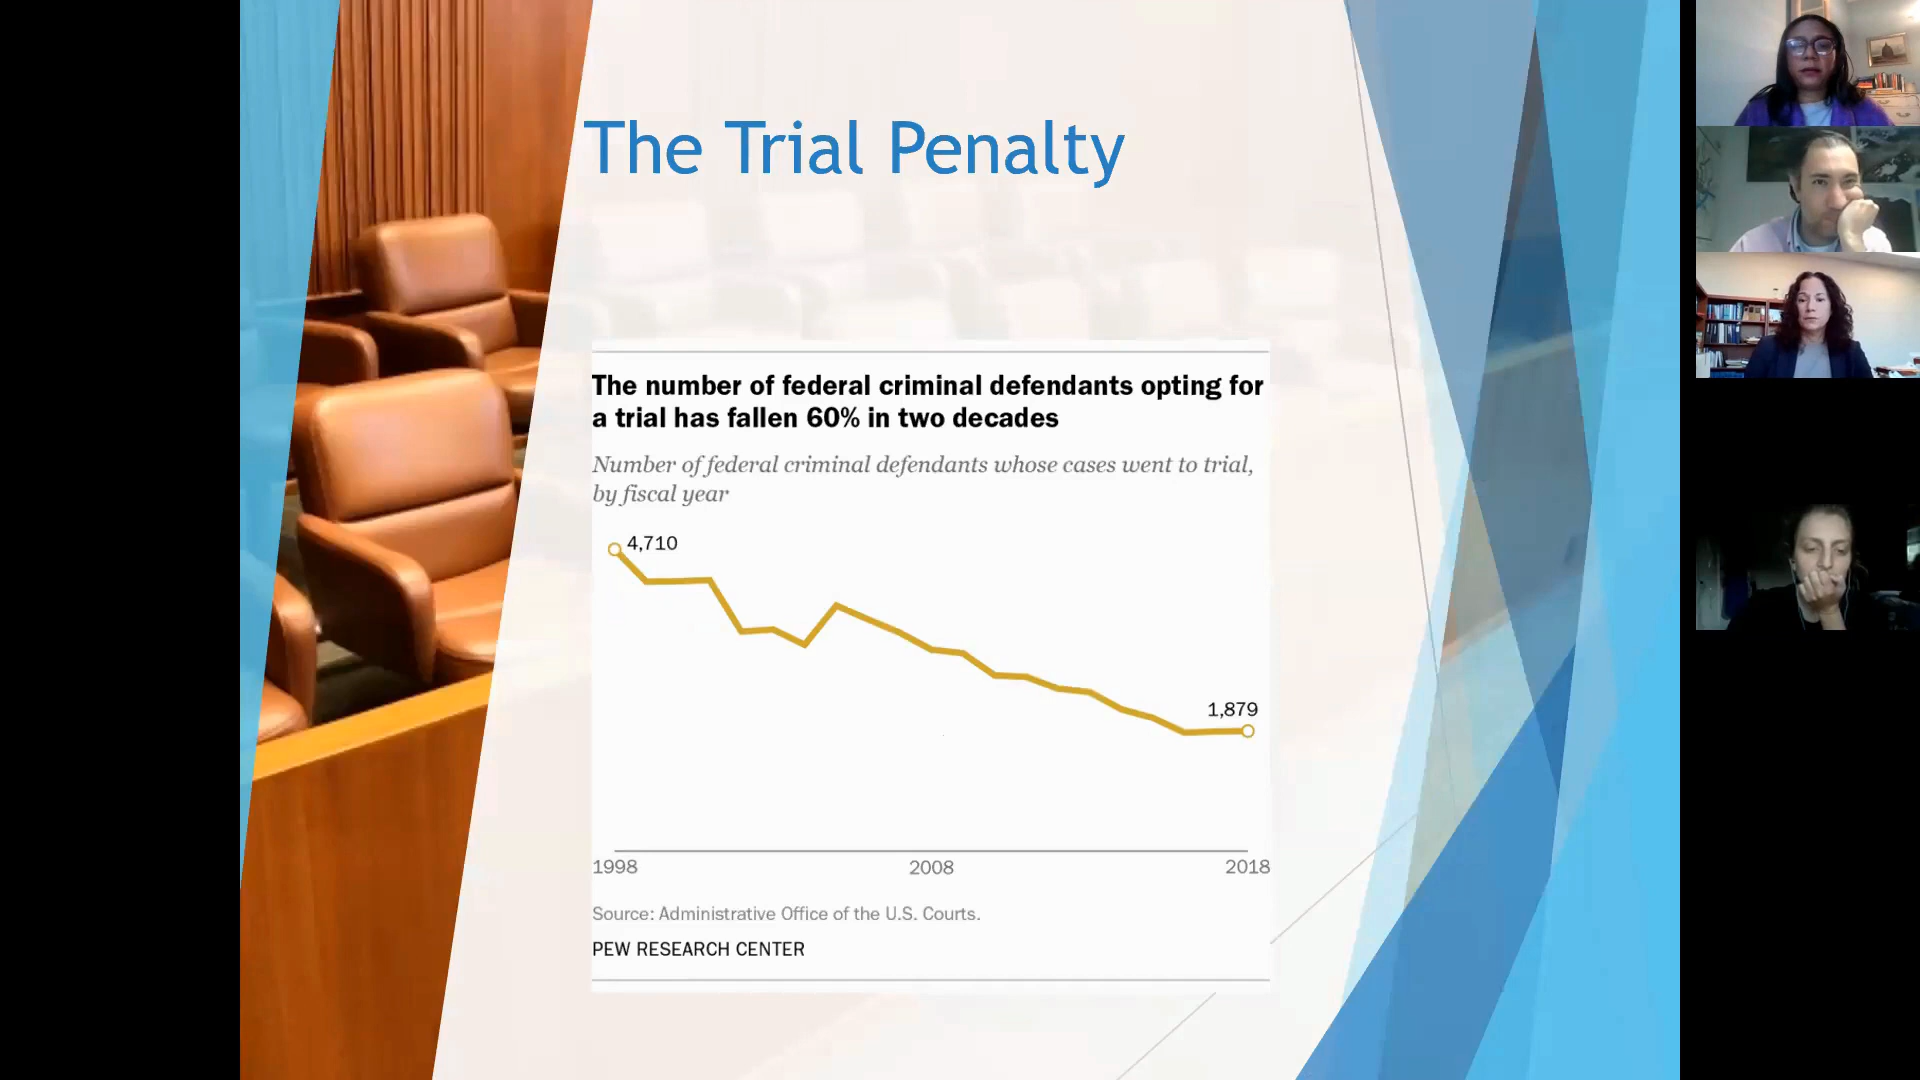 The Trial Penalty
The number of federal criminal defendants opting for
a trial has fallen 60% in two decades
Number of federal criminal defendants whose cases went to trial,
by fiscal year
4,710
1,879
1998 2008 2018
Source: Administrative Office of the U.S. Courts.
PEW RESEARCH CENTER